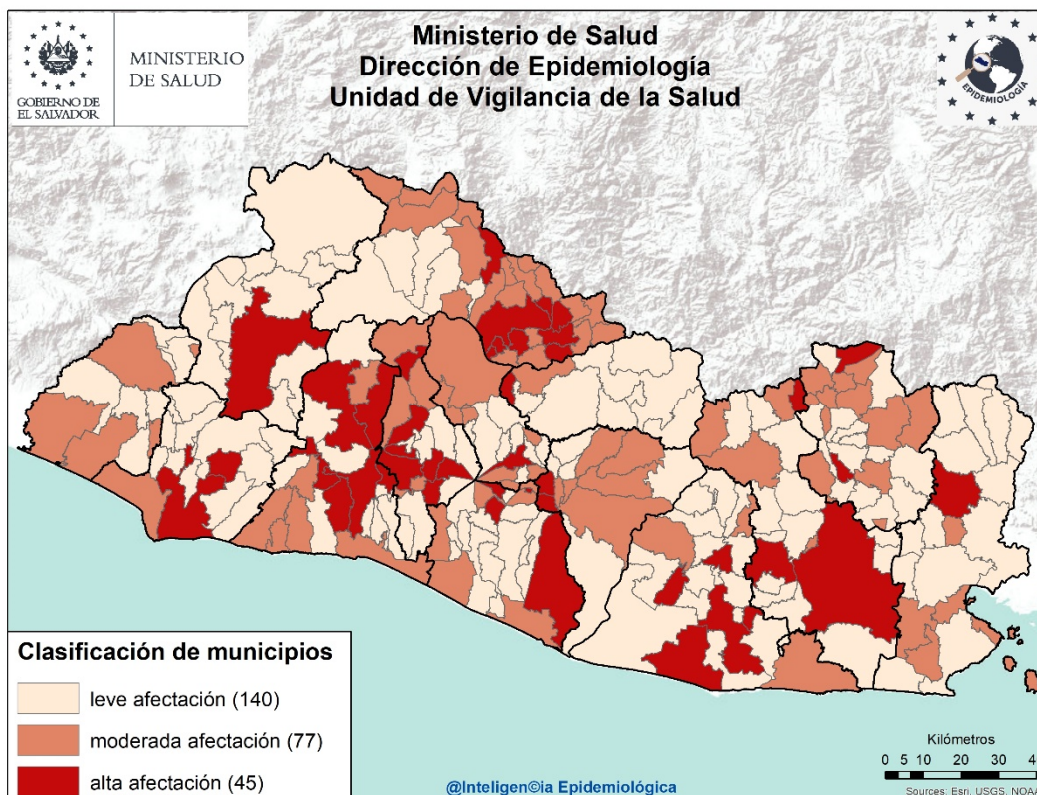 GOBIERNO DE
EL SALVADOR
MINISTERIO
DE SALUD
Ministerio de Salud
Dirección de Epidemiología
Unidad de Vigilancia de la Salud
EPIDEMIOLOGÍA
Clasificación de municipios
leve afectación (140)
moderada afectación (77)
alta afectación (45)
@Inteligen©ia Epidemiológica
Kilómetros
0 5 10 20 30 4
Sources: Esri, USGS, NOAA